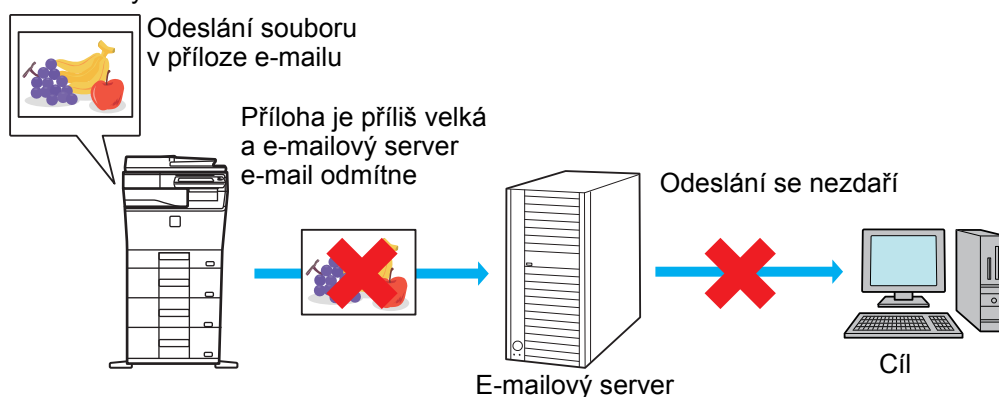 Odeslání souboru
v příloze e-mailu
Příloha je příliš velká
a e-mailový server
e-mail odmítne
Odeslání se nezdaří
E-mailový server
Cíl